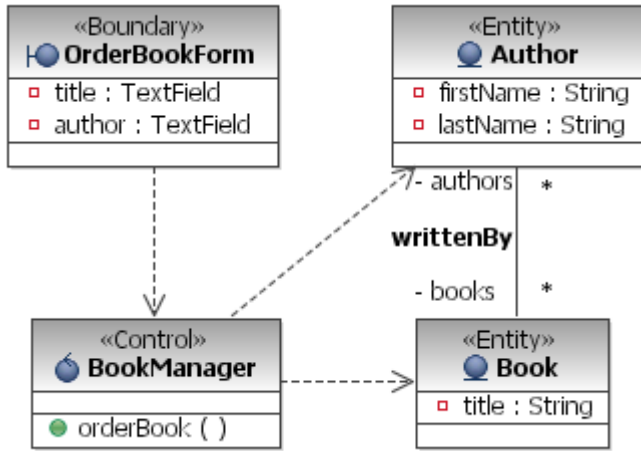 «Boundary»
OrderBookForm
title : TextField
author : TextField
«Entity»
Author
firstName : String
lastName : String
- authors
*
writtenBy
- books
*
«Control»
BookManager
orderBook ( )
«Entity»
Book
title : String